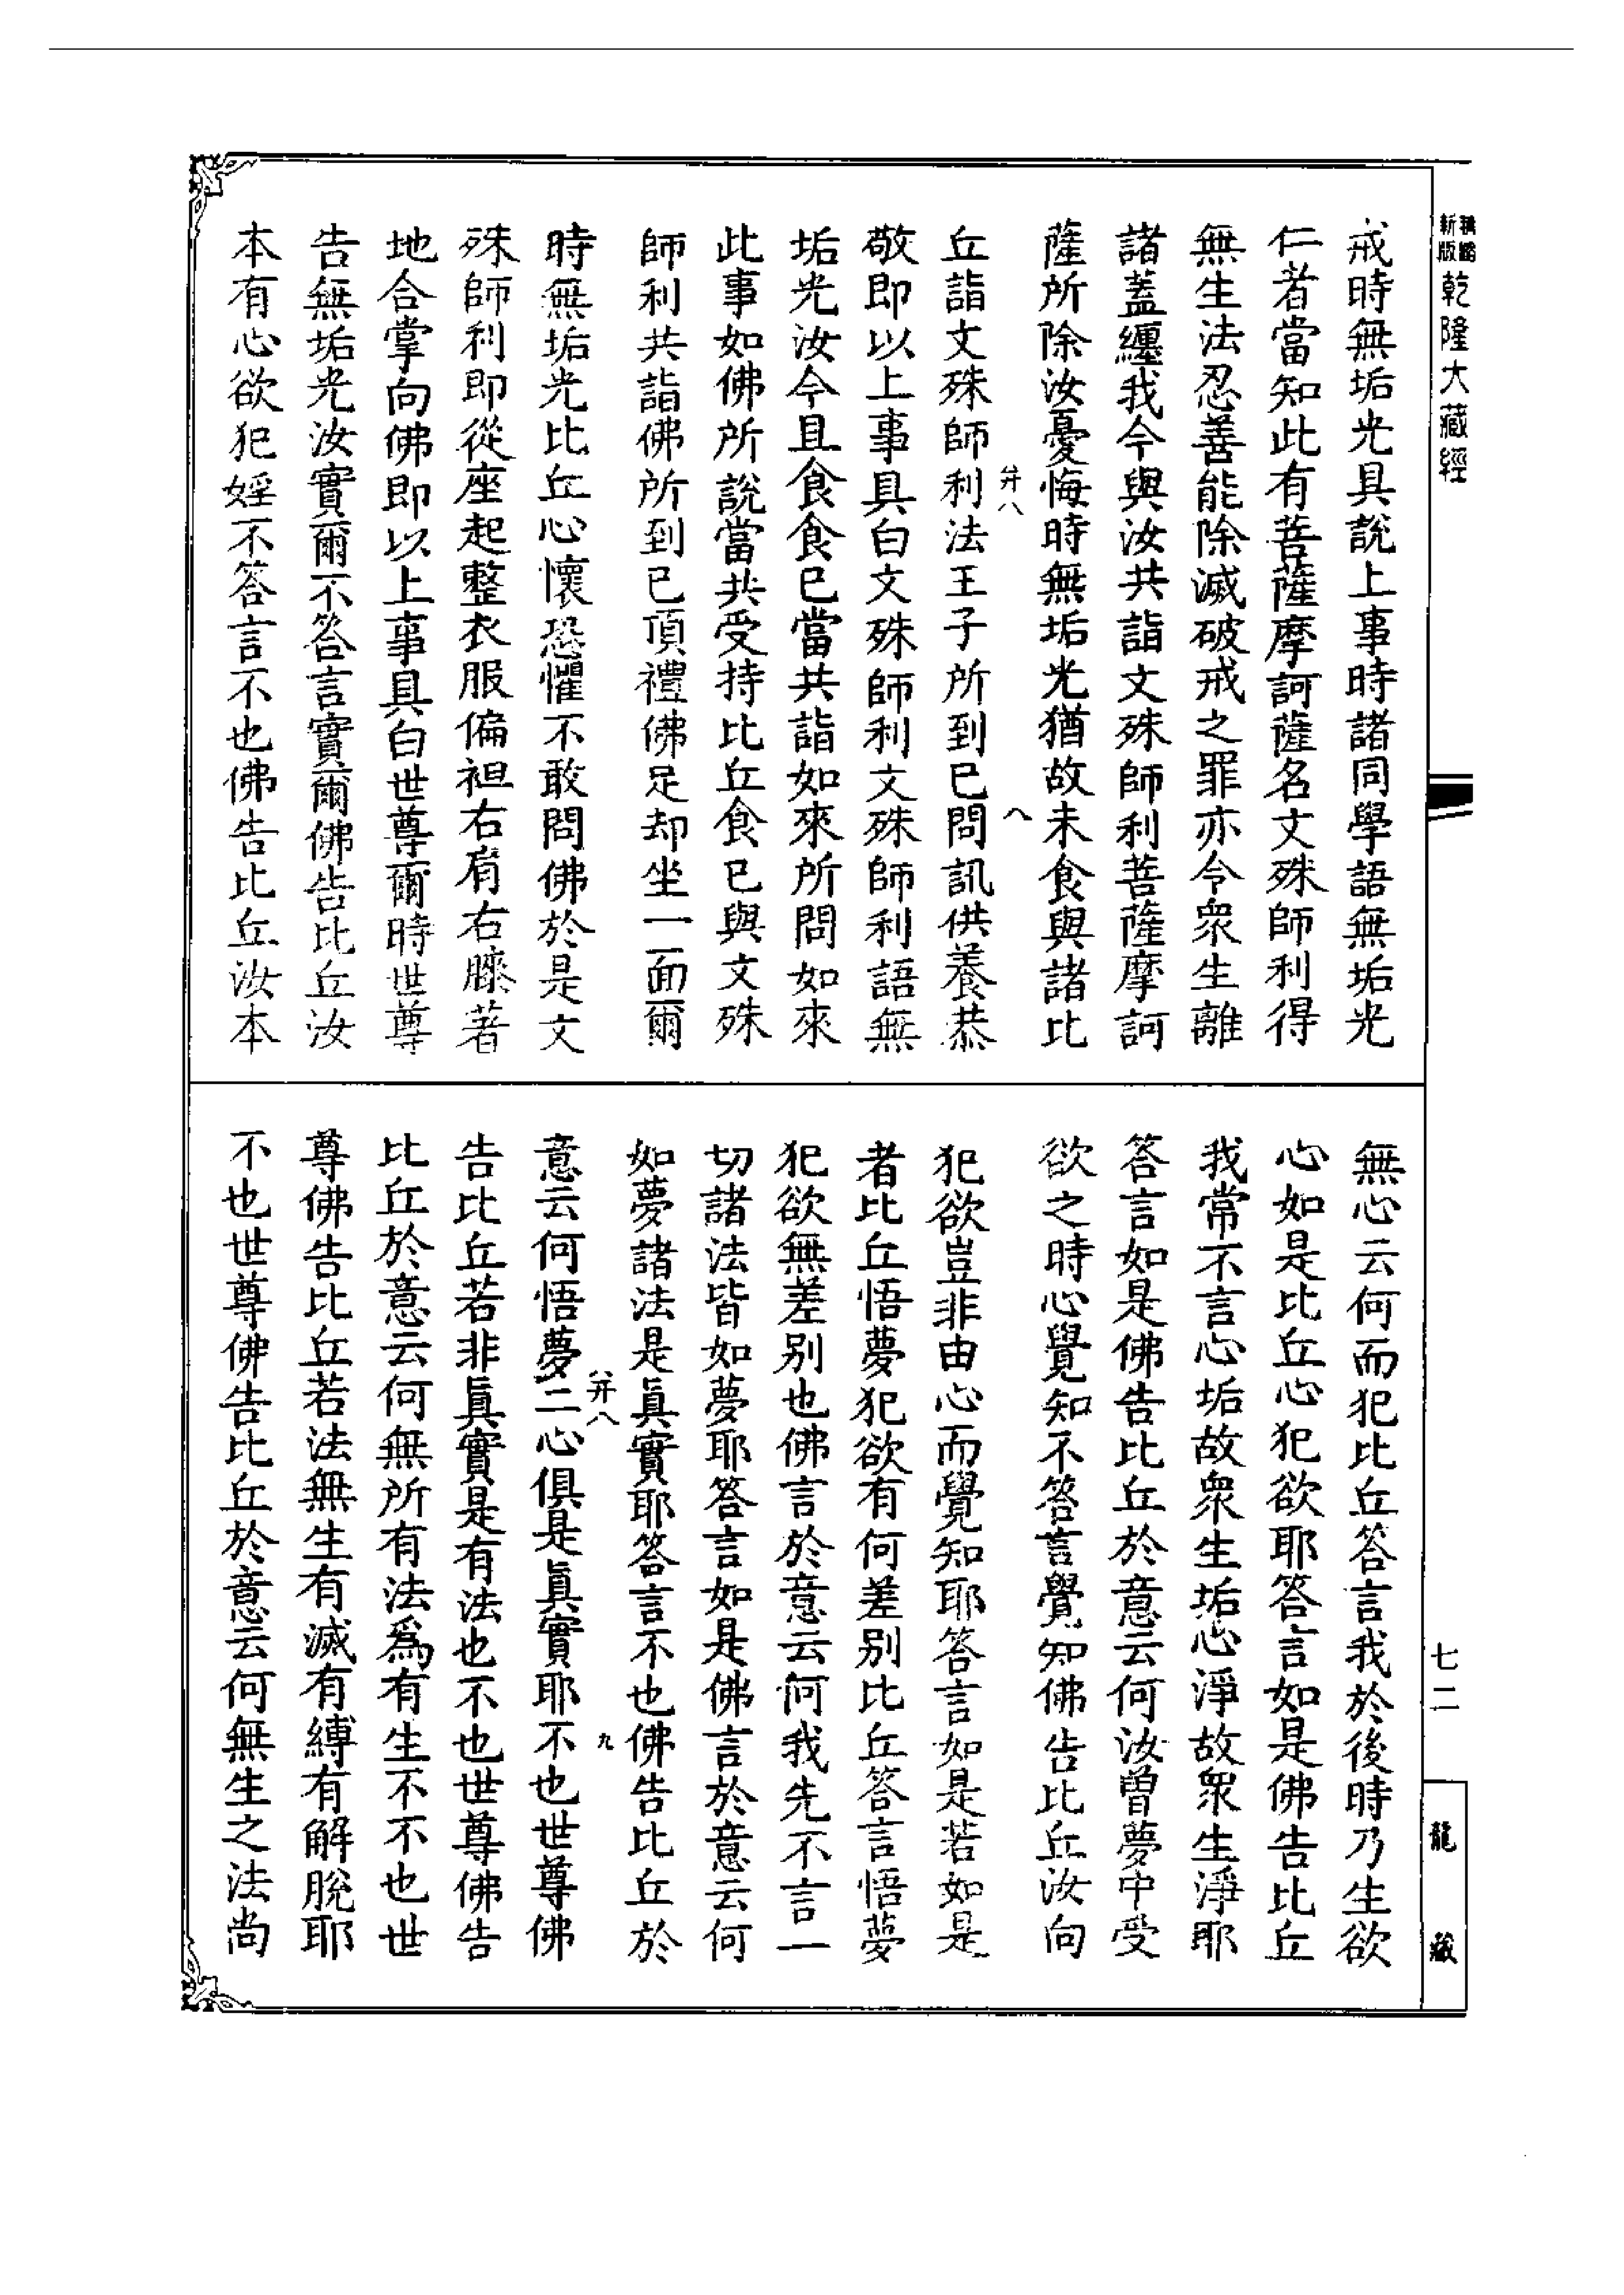 新版乾隆大藏經
戒時無垢光具說上事時諸同學語無垢光
仁者當知此有菩薩摩訶薩名文殊師利得
無生法忍善能除滅破戒之罪亦令衆生離
諸蓋纏我今與汝共詣文殊師利菩薩摩訶
薩所除汝憂悔時無垢光猶故未食與諸比
弁八
八
丘詣文殊師利法王子所到已問訊供養恭
敬即以上事具白文殊師利文殊師利語無
垢光汝今且食食已當共詣如來所問如來
此事如佛所說當共受持比丘食已與文殊
師利共詣佛所到已頂禮佛足却坐一面爾
時無垢光比丘心懷恐懼不敢問佛於是文
殊師利即從座起整衣服偏袒右肩右膝著
地合掌向佛即以上事具白世尊爾時世尊
告無垢光汝實爾不答言實爾佛告比丘汝
本有心欲犯婬不答言不也佛告比丘汝本
無心云何而犯比丘答言我於後時乃生欲
心如是比丘心犯欲耶答言如是佛告比丘
我常不言心垢故衆生垢心淨故衆生淨耶
答言如是佛告比丘於意云何汝曾夢中受
欲之時心覺知不答言覺知佛告比丘汝向
犯欲豈非由心而覺知耶答言如是若如是
者比丘悟夢犯欲有何差別比丘答言悟夢
犯欲無差別也佛言於意云何我先不言一
切諸法皆如夢耶答言如是佛言於意云何
如夢諸法是眞實耶答言不也佛告比丘於
弁八
九
意云何悟夢二心俱是眞實耶不也世尊佛
告比丘若非眞實是有法也不也世尊佛告
比丘於意云何無所有法爲有生不不也世
尊佛告比丘若法無生有滅有縛有解脫耶
不也世尊佛告比丘於意云何無生之法尚
七二
龍藏